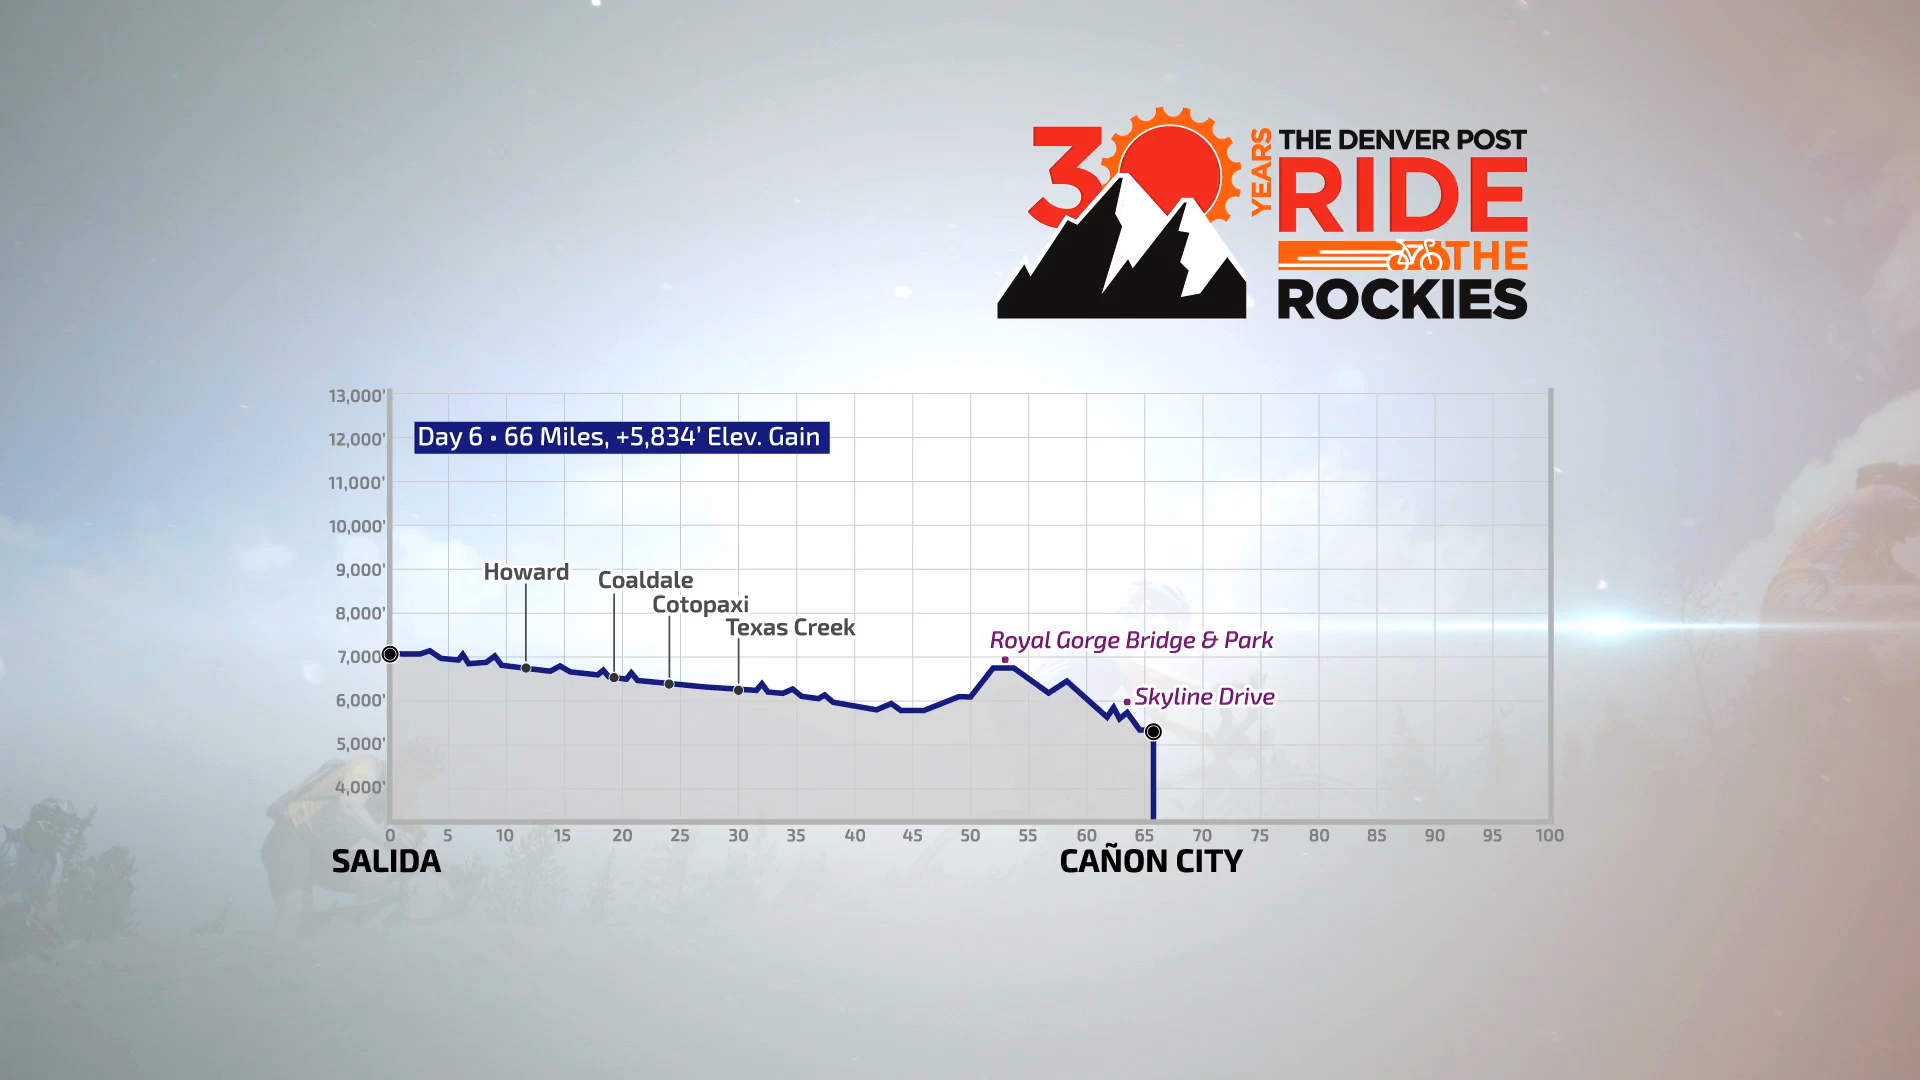 30 YEARS
THE DENVER POST
RIDE
THE
ROCKIES
13,000’
12,000’
11,000’
10,000’
9,000’
8,000’
7,000’
6,000’
5,000’
4,000’
Day 6 • 66 Miles, +5,834’ Elev. Gain
Howard
Coaldale
Cotopaxi
Texas Creek
Royal Gorge Bridge & Park
Skyline Drive
0 5 10 15 20 25 30 35 40 45 50 55 60 65 70 75 80 85 90 95 100
SALIDA
CAÑON CITY